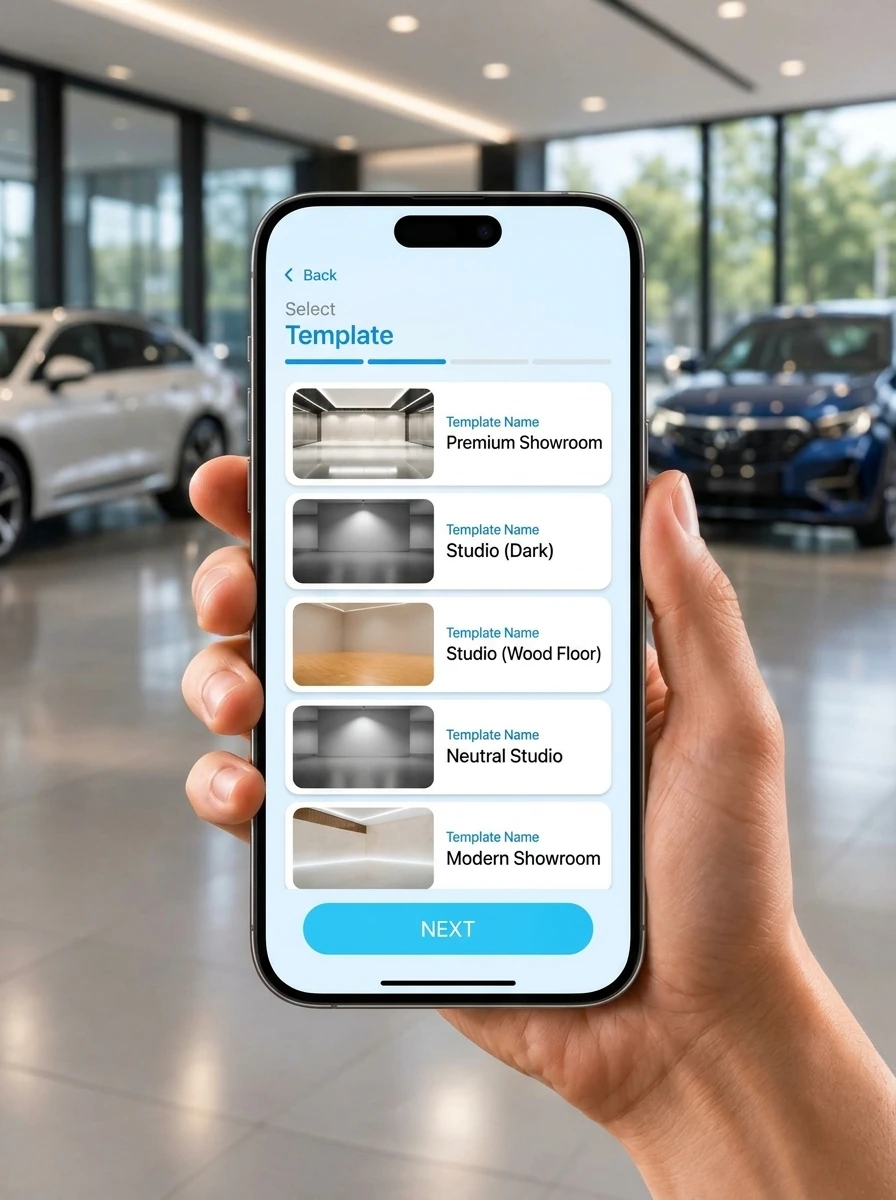 Back
Select
Template
Template Name
Premium Showroom
Template Name
Studio (Dark)
Template Name
Studio (Wood Floor)
Template Name
Neutral Studio
Template Name
Modern Showroom
NEXT